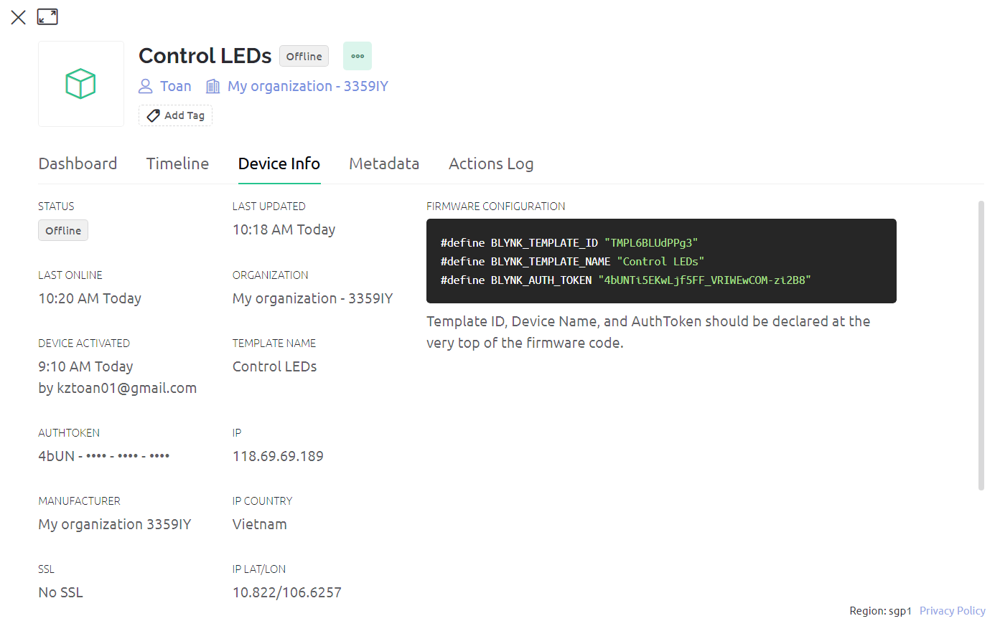 Control LEDs Offline
Toan My organization - 3359IY
Add Tag
Dashboard Timeline Device Info Metadata Actions Log
STATUS
Offline
LAST UPDATED
10:18 AM Today
LAST ONLINE
10:20 AM Today
ORGANIZATION
My organization - 3359IY
DEVICE ACTIVATED
9:10 AM Today
by kztoan01@gmail.com
TEMPLATE NAME
Control LEDs
AUTHTOKEN
4bUN - •••• - •••• - ••••
IP
118.69.69.189
MANUFACTURER
My organization 3359IY
IP COUNTRY
Vietnam
SSL
No SSL
IP LAT/LON
10.822/106.6257
FIRMWARE CONFIGURATION
#define BLYNK_TEMPLATE_ID "TMPL6BLUdPPg3"
#define BLYNK_TEMPLATE_NAME "Control LEDs"
#define BLYNK_AUTH_TOKEN "4bUNTi5EKwLjf5FF_VRIWEwCOM-zi2B8"
Template ID, Device Name, and AuthToken should be declared at the
very top of the firmware code.
Region: sgp1 Privacy Policy